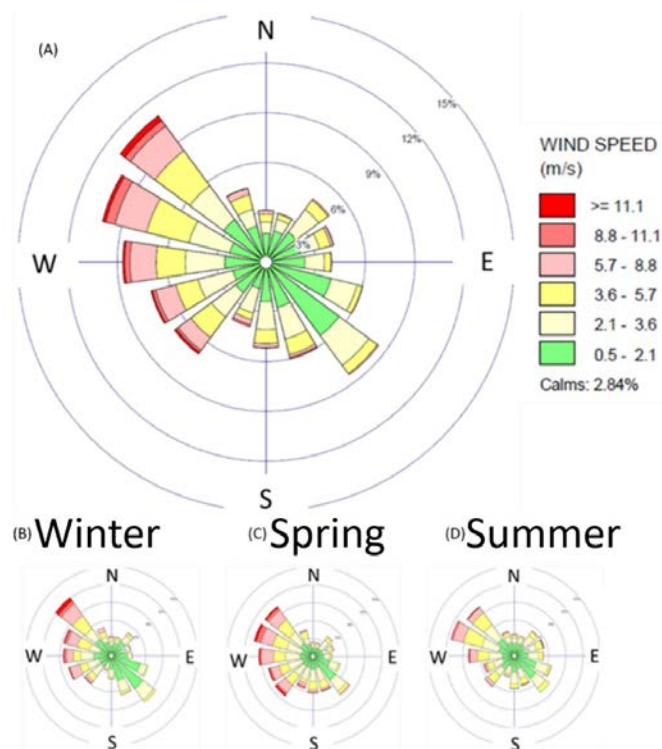 (A)
N
15%
12%
9%
6%
3%
W
E
S
WIND SPEED
(m/s)
>= 11.1
8.8 - 11.1
5.7 - 8.8
3.6 - 5.7
2.1 - 3.6
0.5 - 2.1
Calms: 2.84%
(B) Winter
(C) Spring
(D) Summer
N
W
E
S
N
W
E
S
N
W
E
S